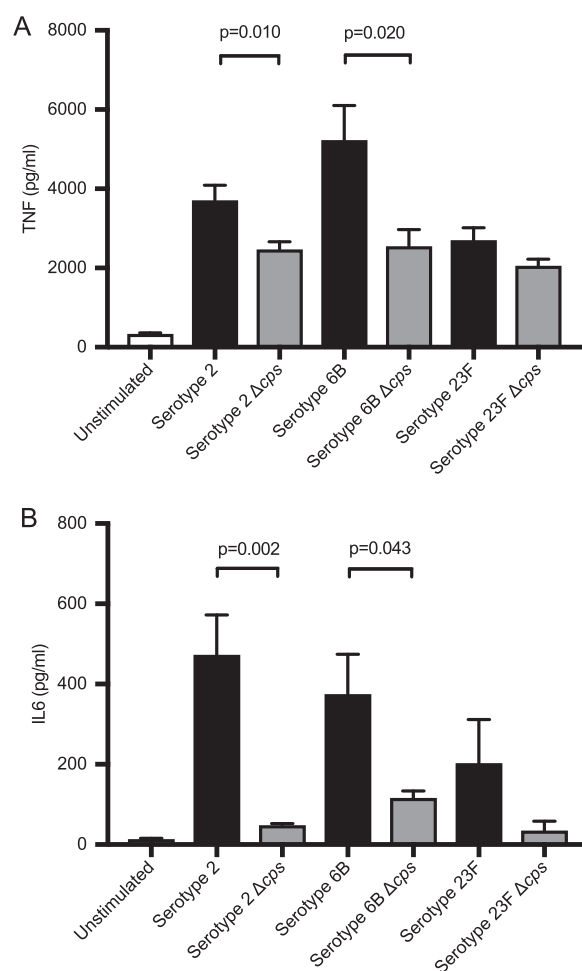 A
p=0.010
p=0.020
TNF (pg/ml)
8000
6000
4000
2000
0
Unstimulated
Serotype 2
Serotype 2 Δcps
Serotype 6B
Serotype 6B Δcps
Serotype 23F
Serotype 23F Δcps
B
p=0.002
p=0.043
IL6 (pg/ml)
800
600
400
200
0
Unstimulated
Serotype 2
Serotype 2 Δcps
Serotype 6B
Serotype 6B Δcps
Serotype 23F
Serotype 23F Δcps